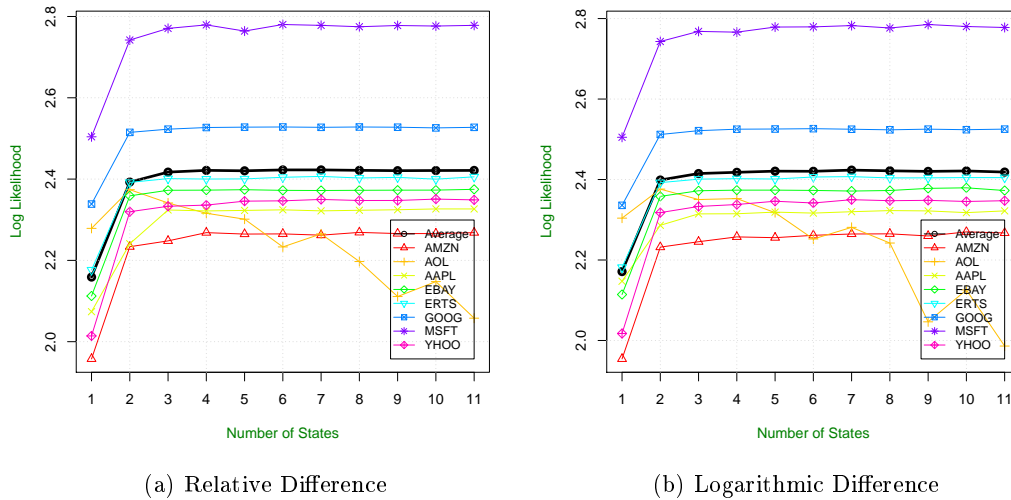 2.0 2.2 2.4 2.6 2.8
Log Likelihood
Average
AMZN
AOL
AAPL
EBAY
ERTS
GOOG
MSFT
YHOO
1 2 3 4 5 6 7 8 9 10 11
Number of States
(a) Relative Difference
2.0 2.2 2.4 2.6 2.8
Log Likelihood
Average
AMZN
AOL
AAPL
EBAY
ERTS
GOOG
MSFT
YHOO
1 2 3 4 5 6 7 8 9 10 11
Number of States
(b) Logarithmic Difference